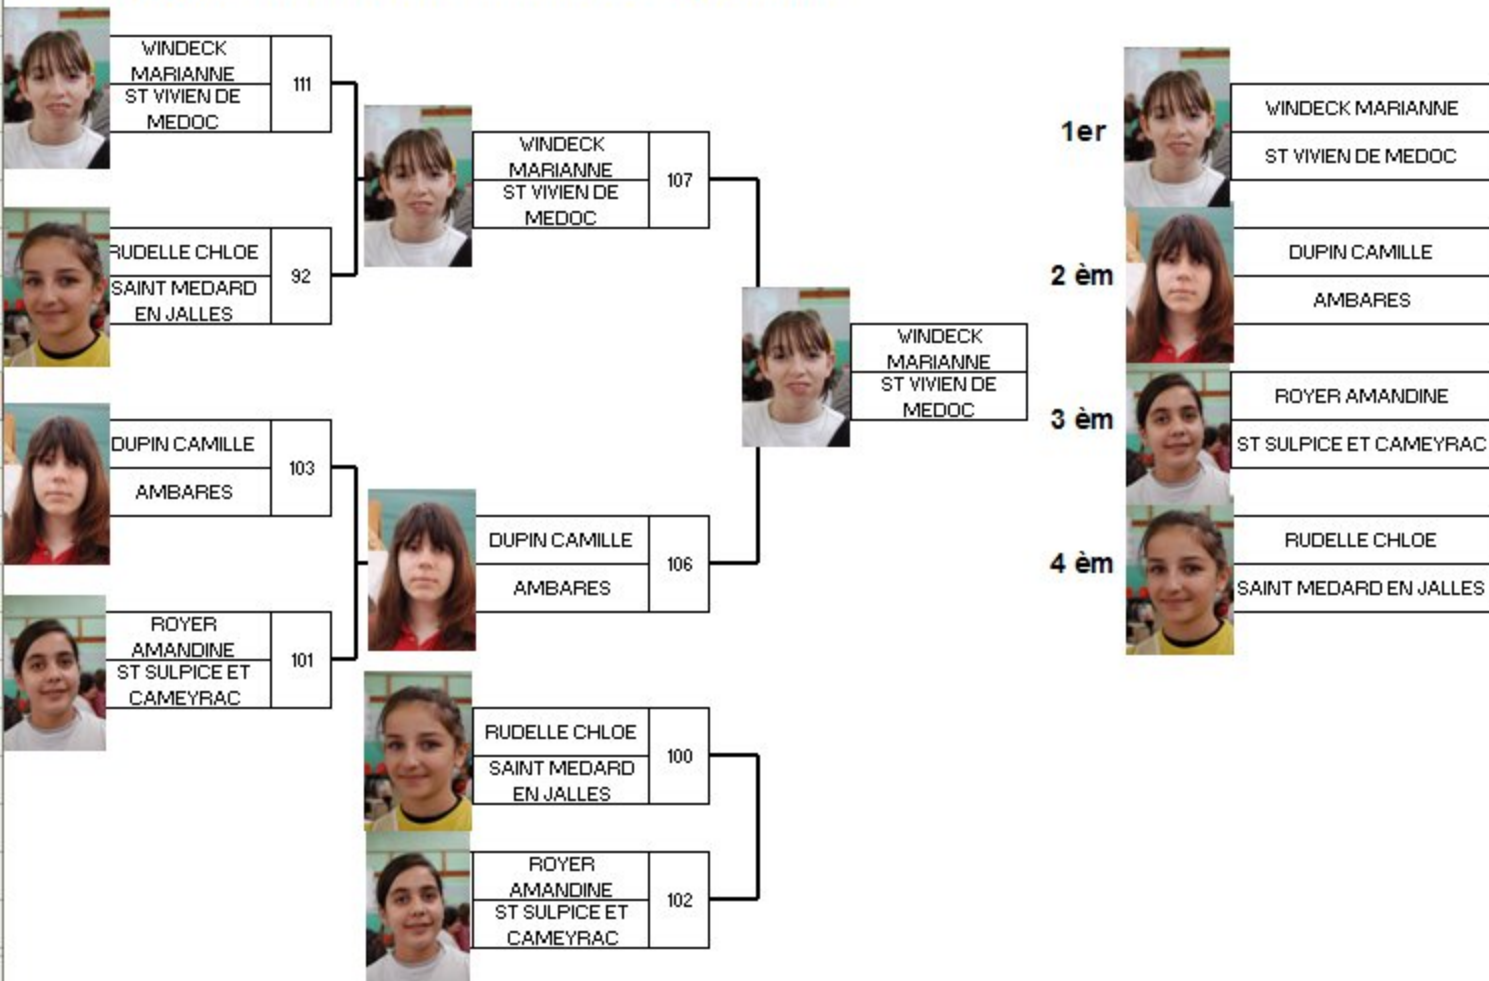 WINDECK
MARIANNE
ST VIVIEN DE
MEDOC
111
RUDELLE CHLOE
SAINT MEDARD
EN JALLES
92
DUPIN CAMILLE
AMBARES
103
ROYER
AMANDINE
ST SULPICE ET
CAMEYRAC
101
WINDECK
MARIANNE
ST VIVIEN DE
MEDOC
107
DUPIN CAMILLE
AMBARES
106
RUDELLE CHLOE
SAINT MEDARD
EN JALLES
100
ROYER
AMANDINE
ST SULPICE ET
CAMEYRAC
102
WINDECK
MARIANNE
ST VIVIEN DE
MEDOC
1er
WINDECK MARIANNE
ST VIVIEN DE MEDOC
2 èm
DUPIN CAMILLE
AMBARES
3 èm
ROYER AMANDINE
ST SULPICE ET CAMEYRAC
4 èm
RUDELLE CHLOE
SAINT MEDARD EN JALLES